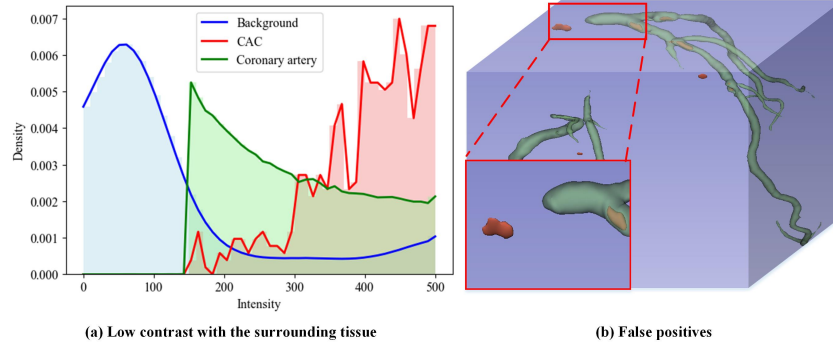 0.007
0.006
0.005
0.004
0.003
0.002
0.001
0.000
Density
Background
CAC
Coronary artery
0
100
200
300
400
500
Intensity
(a) Low contrast with the surrounding tissue
(b) False positives